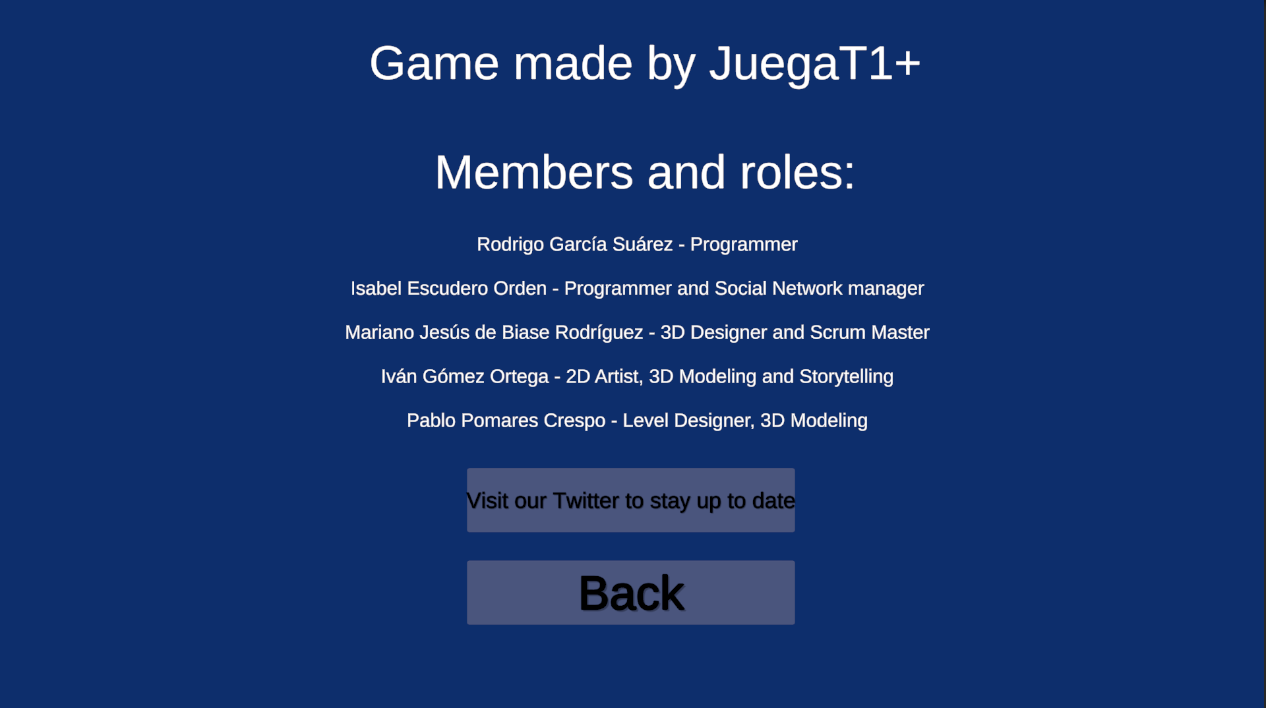 Game made by JuegaT1+
Members and roles:
Rodrigo García Suárez - Programmer
Isabel Escudero Orden - Programmer and Social Network manager
Mariano Jesús de Biase Rodríguez - 3D Designer and Scrum Master
Iván Gómez Ortega - 2D Artist, 3D Modeling and Storytelling
Pablo Pomares Crespo - Level Designer, 3D Modeling
Visit our Twitter to stay up to date
Back